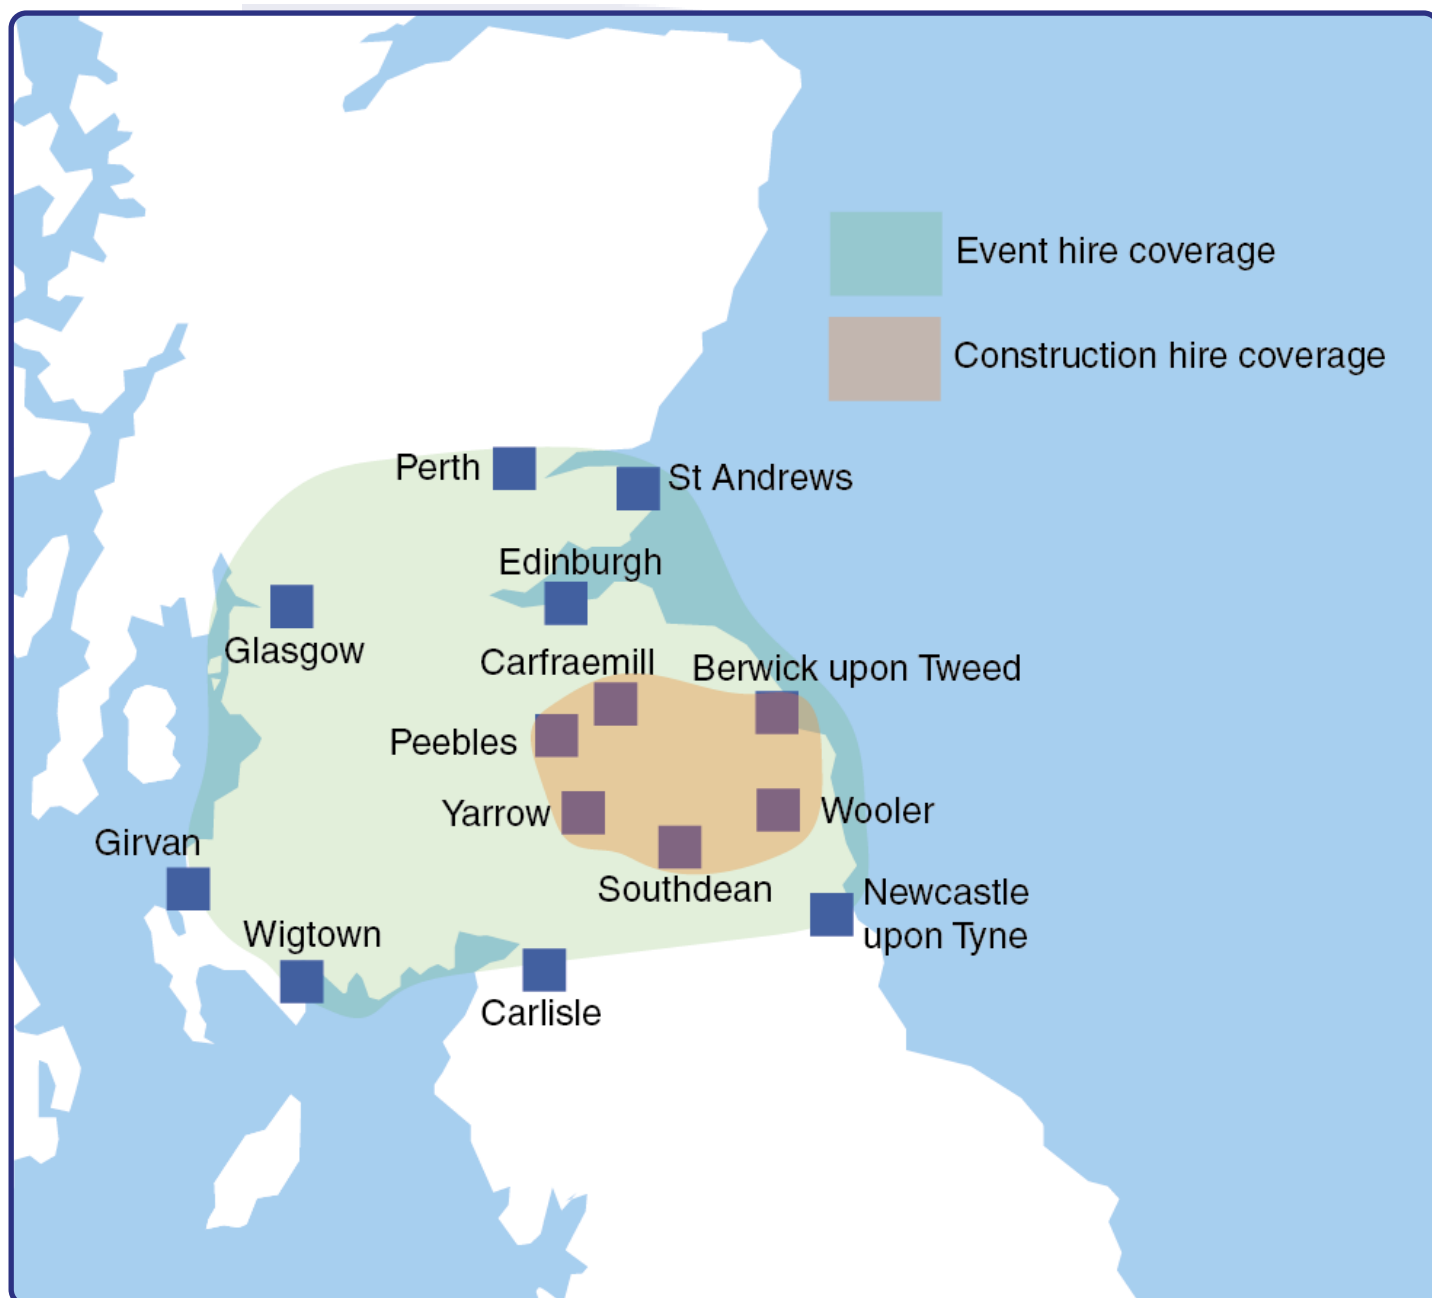 Event hire coverage
Construction hire coverage
Perth
St Andrews
Edinburgh
Glasgow
Carfraemill
Berwick upon Tweed
Peebles
Yarrow
Wooler
Girvan
Southdean
Newcastle
upon Tyne
Wigtown
Carlisle